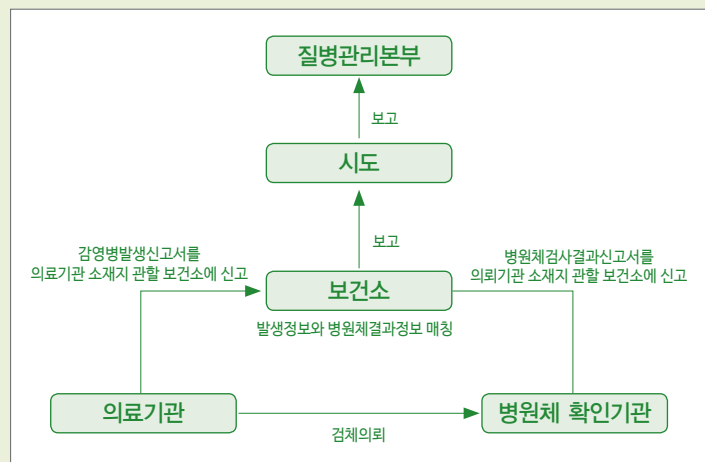 질병관리본부
보고
시도
보고
감영병발생신고서를
의료기관 소재지 관할 보건소에 신고
병원체검사결과신고서를
의뢰기관 소재지 관할 보건소에 신고
보건소
발생정보와 병원체결과정보 매칭
의료기관
병원체 확인기관
검체의뢰